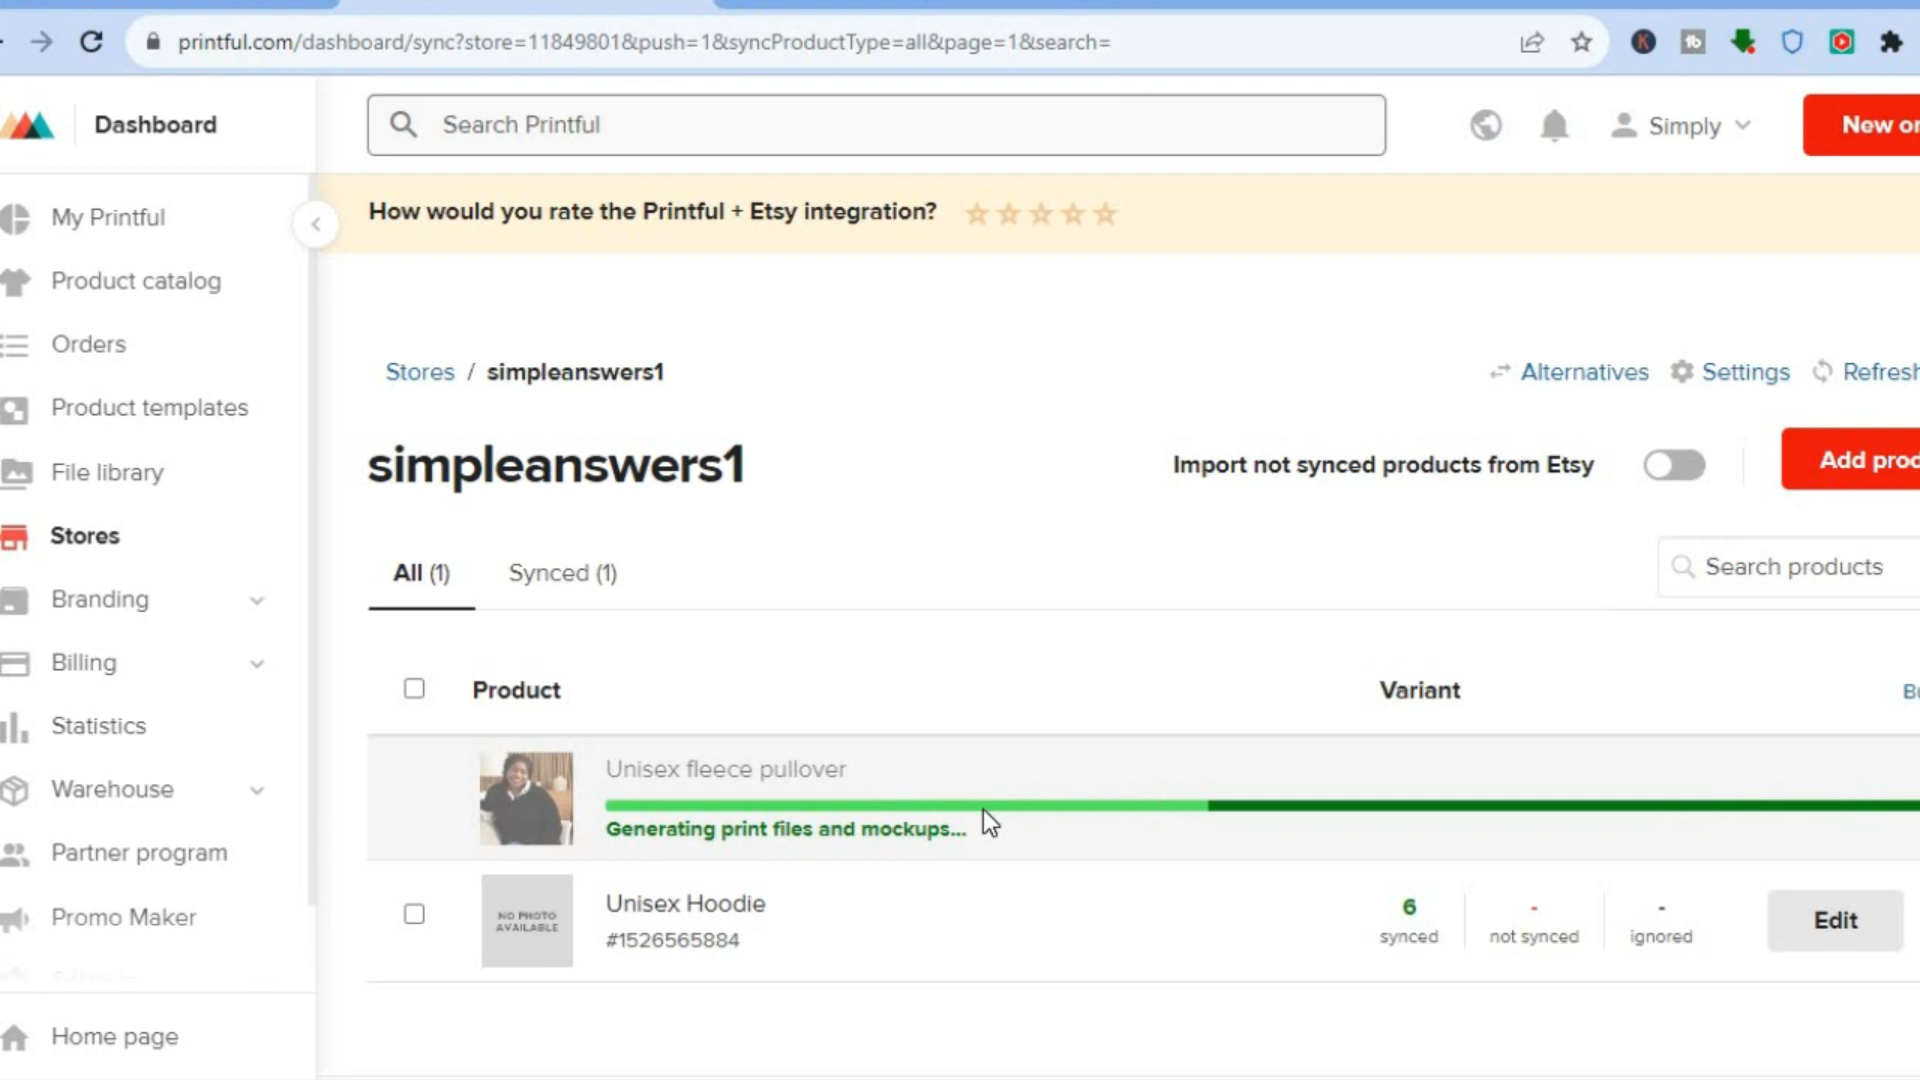 printful.com/dashboard/sync?store=11849801&push=1&syncProductType=all&page=1&search=
Dashboard
Search Printful
Simply
New or
My Printful
Product catalog
Orders
Product templates
File library
Stores
Branding
Billing
Statistics
Warehouse
Partner program
Promo Maker
Home page
How would you rate the Printful + Etsy integration?
Stores / simpleanswers1
Alternatives
Settings
Refresh
simpleanswers1
Import not synced products from Etsy
Add prod
All (1)
Synced (1)
Search products
Product
Variant
Unisex fleece pullover
Generating print files and mockups...
NO PHOTO
AVAILABLE
Unisex Hoodie
#1526565884
6
synced
-
not synced
-
ignored
Edit